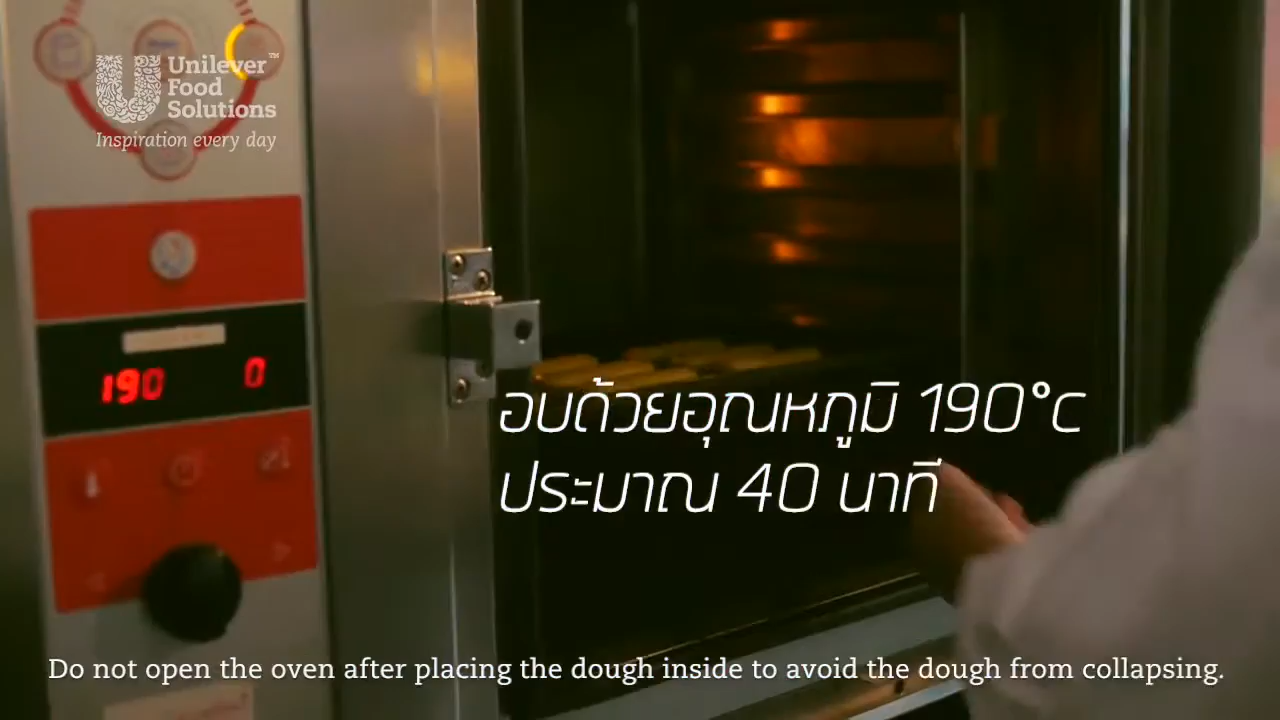 Unilever™
Food
Solutions
Inspiration every day
190 0
อบด้วยอุณหภูมิ 190°c
ประมาณ 40 นาที
Do not open the oven after placing the dough inside to avoid the dough from collapsing.